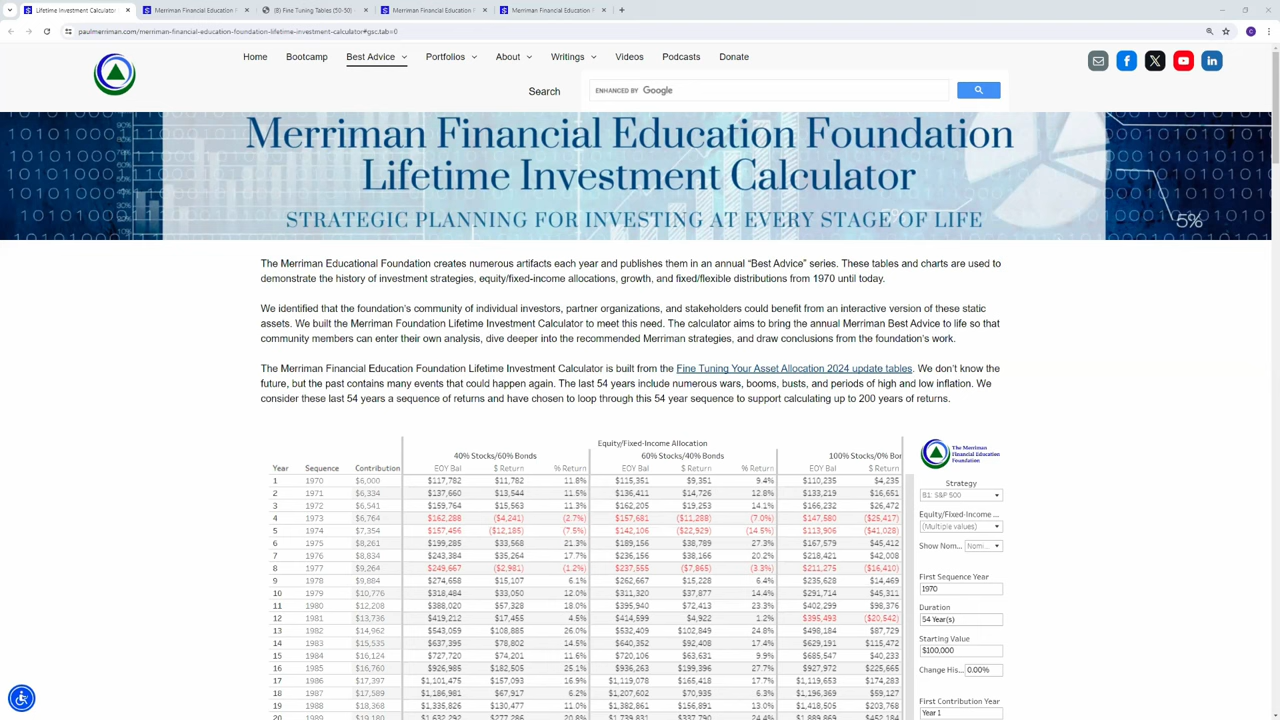 Lifetime Investment Calculator
Merriman Financial Education F
(B) Fine Tuning Tables (50-50)
Merriman Financial Education F
Merriman Financial Education F
paulmerriman.com/merriman-financial-education-foundation-lifetime-investment-calculator#gsc.tab=0
Home Bootcamp Best Advice Portfolios About Writings Videos Podcasts Donate
Search ENHANCED BY Google
Merriman Financial Education Foundation
Lifetime Investment Calculator
STRATEGIC PLANNING FOR INVESTING AT EVERY STAGE OF LIFE
5%
The Merriman Educational Foundation creates numerous artifacts each year and publishes them in an annual “Best Advice” series. These tables and charts are used to
demonstrate the history of investment strategies, equity/fixed-income allocations, growth, and fixed/flexible distributions from 1970 until today.
We identified that the foundation’s community of individual investors, partner organizations, and stakeholders could benefit from an interactive version of these static
assets. We built the Merriman Foundation Lifetime Investment Calculator to meet this need. The calculator aims to bring the annual Merriman Best Advice to life so that
community members can enter their own analysis, dive deeper into the recommended Merriman strategies, and draw conclusions from the foundation’s work.
The Merriman Financial Education Foundation Lifetime Investment Calculator is built from the Fine Tuning Your Asset Allocation 2024 update tables. We don’t know the
future, but the past contains many events that could happen again. The last 54 years include numerous wars, booms, busts, and periods of high and low inflation. We
consider these last 54 years a sequence of returns and have chosen to loop through this 54 year sequence to support calculating up to 200 years of returns.
Equity/Fixed-Income Allocation
40% Stocks/60% Bonds 60% Stocks/40% Bonds 100% Stocks/0% Bor
Year Sequence Contribution EOY Bal $ Return % Return EOY Bal $ Return % Return EOY Bal $ Return
1 1970 $6,000 $117,782 $11,782 11.8% $115,351 $9,351 9.4% $110,235 $4,235
2 1971 $6,334 $137,660 $13,544 11.5% $136,411 $14,726 12.8% $133,219 $16,651
3 1972 $6,541 $159,764 $15,563 11.3% $162,205 $19,253 14.1% $166,232 $26,472
4 1973 $6,764 $162,288 ($4,241) (2.7%) $157,681 ($11,288) (7.0%) $147,580 ($25,417)
5 1974 $7,354 $157,456 ($12,185) (7.5%) $142,106 ($22,929) (14.5%) $113,906 ($41,028)
6 1975 $8,261 $199,285 $33,568 21.3% $189,156 $38,789 27.3% $167,579 $45,412
7 1976 $8,834 $243,384 $35,264 17.7% $236,156 $38,166 20.2% $218,421 $42,008
8 1977 $9,264 $249,667 ($2,981) (1.2%) $237,555 ($7,865) (3.3%) $211,275 ($16,410)
9 1978 $9,884 $274,658 $15,107 6.1% $262,667 $15,228 6.4% $235,628 $14,469
10 1979 $10,776 $318,484 $33,050 12.0% $311,320 $37,877 14.4% $291,714 $45,311
11 1980 $12,208 $388,020 $57,328 18.0% $395,940 $72,413 23.3% $402,299 $98,376
12 1981 $13,736 $419,212 $17,455 4.5% $414,599 $4,922 1.2% $395,493 ($20,542)
13 1982 $14,962 $543,059 $108,885 26.0% $532,409 $102,849 24.8% $498,184 $87,729
14 1983 $15,535 $637,395 $78,802 14.5% $640,352 $92,408 17.4% $629,191 $115,472
15 1984 $16,124 $727,720 $74,201 11.6% $720,106 $63,631 9.9% $685,547 $40,233
16 1985 $16,760 $926,985 $182,505 25.1% $936,263 $199,396 27.7% $927,972 $225,665
17 1986 $17,397 $1,101,475 $157,093 16.9% $1,119,078 $165,418 17.7% $1,119,653 $174,283
18 1987 $17,589 $1,186,981 $67,917 6.2% $1,207,602 $70,935 6.3% $1,196,369 $59,127
19 1988 $18,368 $1,335,826 $130,477 11.0% $1,382,861 $156,891 13.0% $1,418,505 $203,768
20 1989 $19,180 $1,632,292 $277,286 20.8% $1,739,831 $337,790 24.4% $1,889,869 $452,184
The Merriman
Financial Education
Foundation
Strategy
B1: S&P 500
Equity/Fixed-Income ...
(Multiple values)
Show Nom... Nomi...
First Sequence Year
1970
Duration
54 Year(s)
Starting Value
$100,000
Change His... 0.00%
First Contribution Year
Year 1